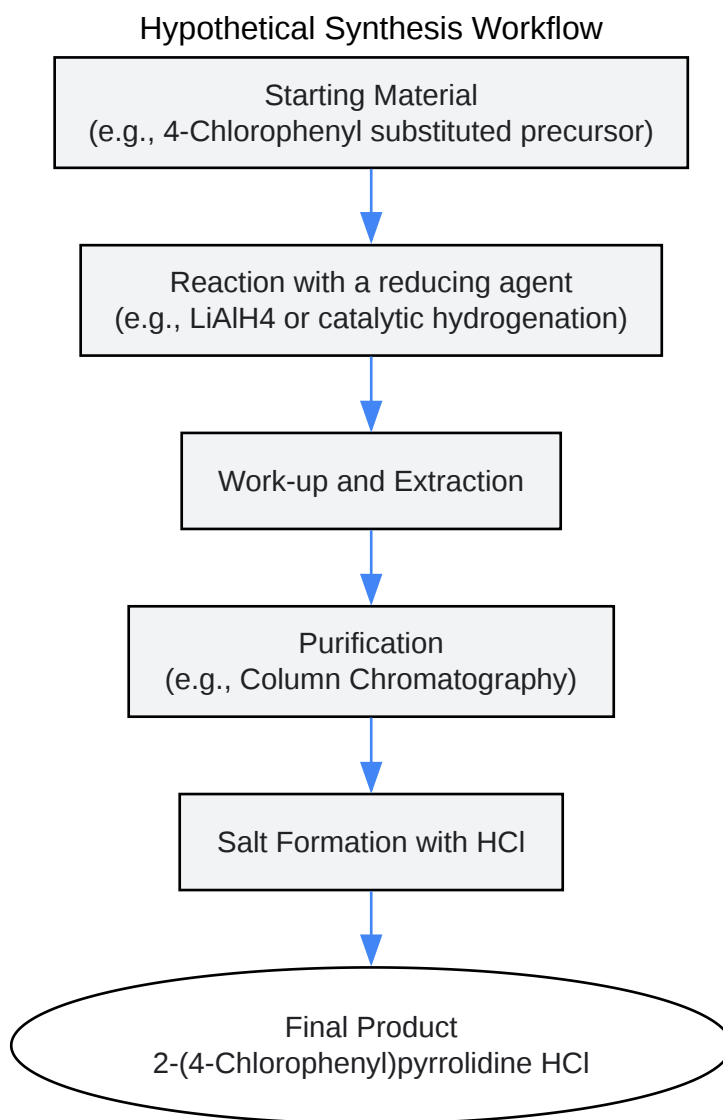 Hypothetical Synthesis Workflow
Starting Material
(e.g., 4-Chlorophenyl substituted precursor)
Reaction with a reducing agent
(e.g., LiAlH4 or catalytic hydrogenation)
Work-up and Extraction
Purification
(e.g., Column Chromatography)
Salt Formation with HCl
Final Product
2-(4-Chlorophenyl)pyrrolidine HCl